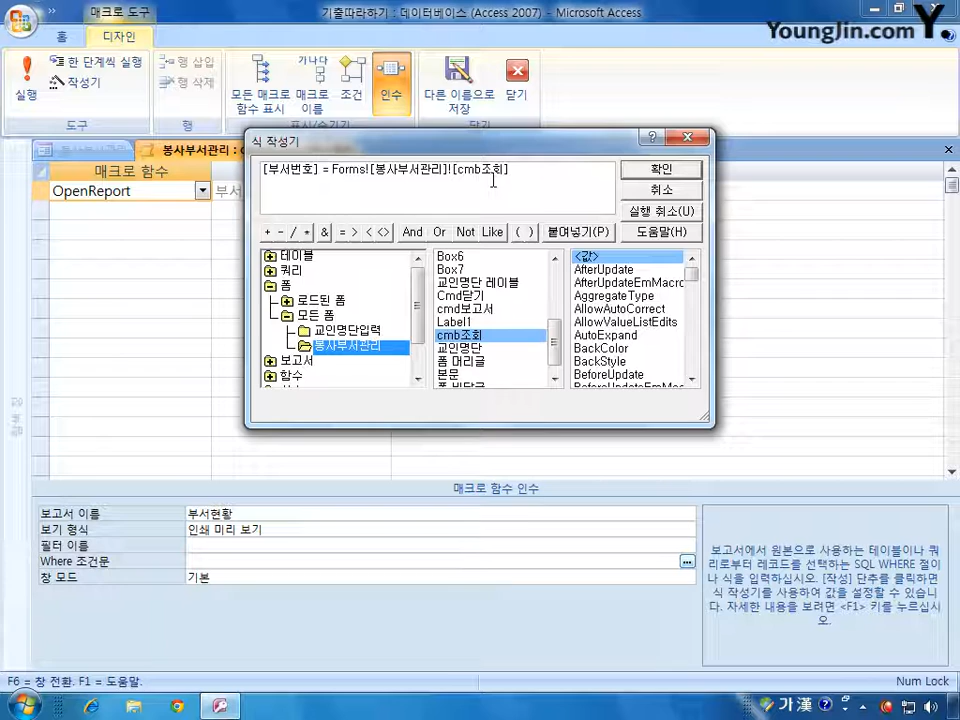 매크로 도구
기출따라하기 : 데이터베이스 (Access 2007) - Microsoft Access
YoungJin.com Y.
홈
디자인
실행
한 단계씩 실행
작성기
도구
행 삽입
행 삭제
행
모든 매크로 함수 표시
매크로 이름
조건
인수
표시/숨기기
다른 이름으로 저장
닫기
닫기
봉사부서관리
봉사부서관리 : c
매크로 함수
OpenReport
부서
식 작성기
[부서번호] = Forms![봉사부서관리]![cmb조회]
확인
취소
실행 취소(U)
도움말(H)
+ - / * & = > < <> And Or Not Like ( ) 붙여넣기(P)
테이블
쿼리
폼
로드된 폼
모든 폼
교인명단입력
봉사부서관리
보고서
함수
Box6
Box7
교인명단 레이블
Cmd닫기
cmd보고서
Label1
cmb조회
교인명단
폼 머리글
본문
폼 바닥글
<값>
AfterUpdate
AfterUpdateEmMacro
AggregateType
AllowAutoCorrect
AllowValueListEdits
AutoExpand
BackColor
BackStyle
BeforeUpdate
BeforeUpdateEmMac
매크로 함수 인수
보고서 이름 부서현황
보기 형식 인쇄 미리 보기
필터 이름
Where 조건문
창 모드 기본
보고서에서 원본으로 사용하는 테이블이나 쿼
리로부터 레코드를 선택하는 SQL WHERE 절이
나 식을 입력하십시오. [작성] 단추를 클릭하면
식 작성기를 사용하여 값을 설정할 수 있습니
다. 자세한 내용을 보려면 <F1> 키를 누르십시
오.
F6 = 창 전환. F1 = 도움말.
Num Lock
가 漢